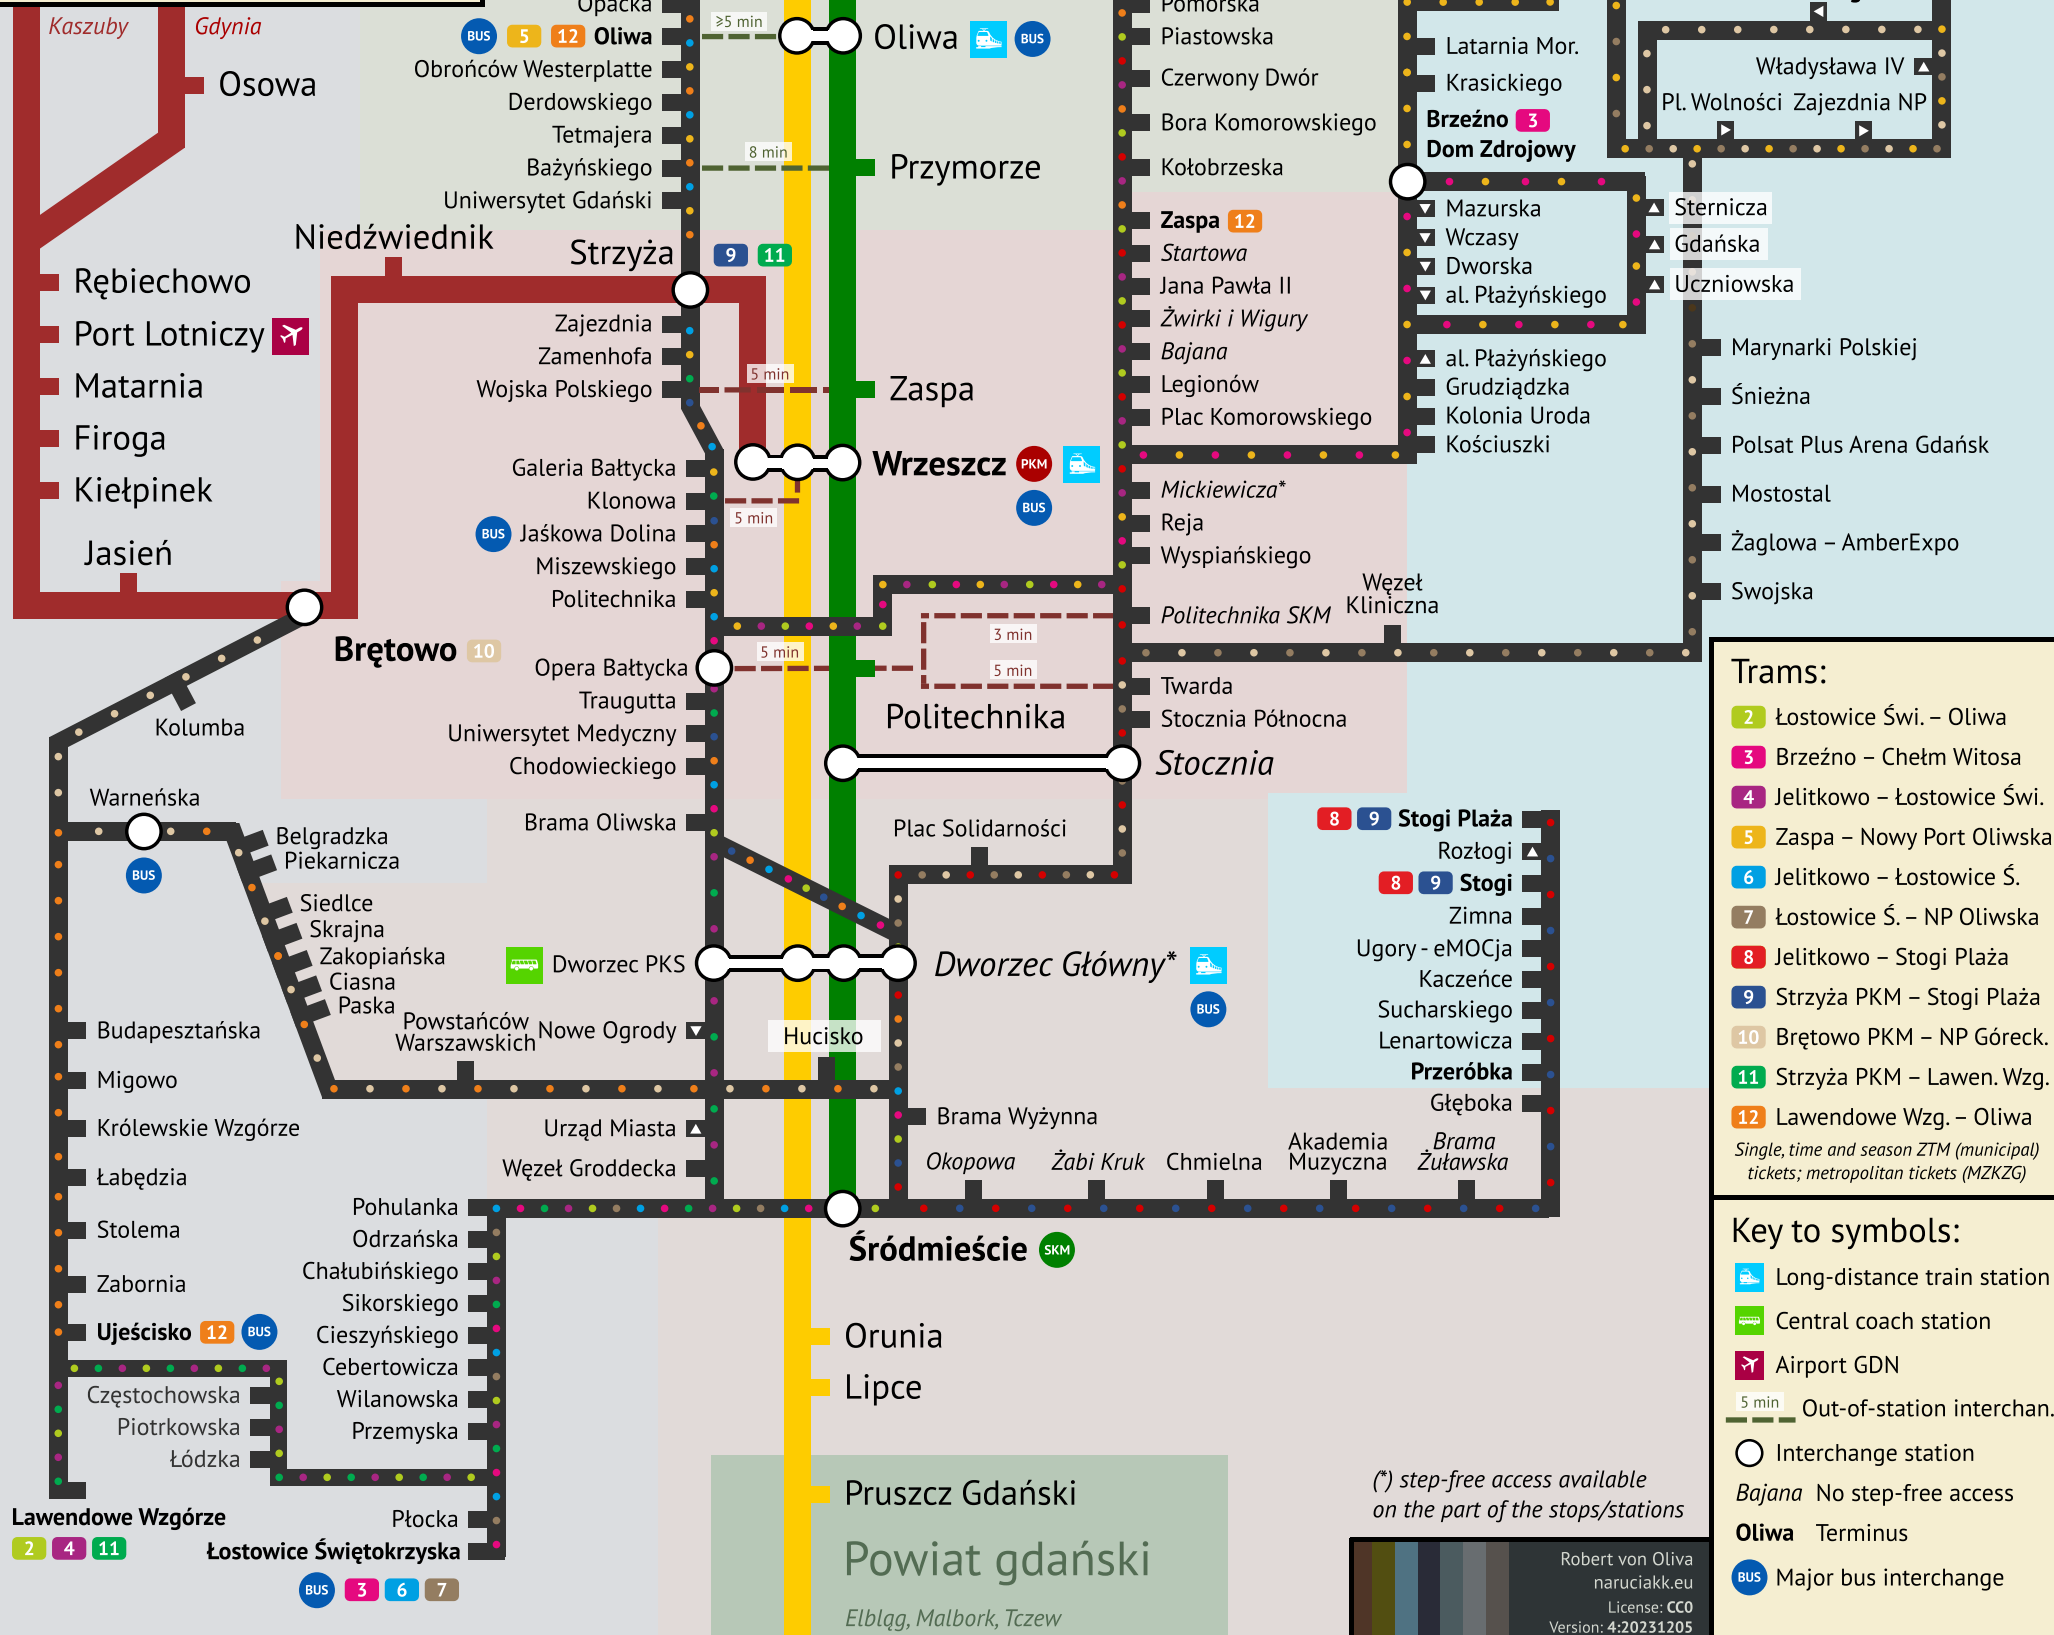 Kaszuby
Gdynia
Osowa
Rębiechowo
Port Lotniczy
Matarnia
Firoga
Kiełpinek
Jasień
Niedźwiednik
Strzyża
9 11
Brętowo 10
Opacka
BUS 5 12 Oliwa
Obrońców Westerplatte
Derdowskiego
Tetmajera
Bażyńskiego
Uniwersytet Gdański
Zajezdnia
Zamenhofa
Wojska Polskiego
Galeria Bałtycka
Klonowa
BUS Jaśkowa Dolina
Miszewskiego
Politechnika
Opera Bałtycka
Traugutta
Uniwersytet Medyczny
Chodowieckiego
Brama Oliwska
Dworzec PKS
Nowe Ogrody
Urząd Miasta
Węzeł Groddecka
≥5 min
8 min
5 min
5 min
5 min
3 min
5 min
Oliwa
BUS
Przymorze
Zaspa
Wrzeszcz
PKM
BUS
Politechnika
Stocznia
Plac Solidarności
Dworzec Główny*
BUS
Hucisko
Brama Wyżynna
Śródmieście
SKM
Orunia
Lipce
Pruszcz Gdański
Powiat gdański
Elbląg, Malbork, Tczew
Pomorska
Piastowska
Czerwony Dwór
Bora Komorowskiego
Kołobrzeska
Zaspa 12
Startowa
Jana Pawła II
Żwirki i Wigury
Bajana
Legionów
Plac Komorowskiego
Mickiewicza*
Reja
Wyspiańskiego
Politechnika SKM
Twarda
Stocznia Północna
Węzeł
Kliniczna
Latarnia Mor.
Krasickiego
Brzeźno 3
Dom Zdrojowy
Mazurska
Wczasy
Dworska
al. Płażyńskiego
al. Płażyńskiego
Grudziądzka
Kolonia Uroda
Kościuszki
Sternicza
Gdańska
Uczniowska
Władysława IV
Pl. Wolności
Zajezdnia NP
Marynarki Polskiej
Śnieżna
Polsat Plus Arena Gdańsk
Mostostal
Żaglowa – AmberExpo
Swojska
8 9 Stogi Plaża
Rozłogi
8 9 Stogi
Zimna
Ugory - eMOCja
Kaczeńce
Sucharskiego
Lenartowicza
Przeróbka
Głęboka
Okopowa
Żabi Kruk
Chmielna
Akademia
Muzyczna
Brama
Żuławska
Kolumba
Warneńska
BUS
Belgradzka
Piekarnicza
Siedlce
Skrajna
Zakopiańska
Ciasna
Paska
Powstańców
Warszawskich
Budapesztańska
Migowo
Królewskie Wzgórze
Łabędzia
Stolema
Zabornia
Ujeścisko 12 BUS
Częstochowska
Piotrkowska
Łódzka
Lawendowe Wzgórze
2 4 11
Pohulanka
Odrzańska
Chałubińskiego
Sikorskiego
Cieszyńskiego
Cebertowicza
Wilanowska
Przemyska
Płocka
Łostowice Świętokrzyska
BUS 3 6 7
Trams:
2 Łostowice Świ. – Oliwa
3 Brzeźno – Chełm Witosa
4 Jelitkowo – Łostowice Świ.
5 Zaspa – Nowy Port Oliwska
6 Jelitkowo – Łostowice Ś.
7 Łostowice Ś. – NP Oliwska
8 Jelitkowo – Stogi Plaża
9 Strzyża PKM – Stogi Plaża
10 Brętowo PKM – NP Góreck.
11 Strzyża PKM – Lawen. Wzg.
12 Lawendowe Wzg. – Oliwa
Single, time and season ZTM (municipal)
tickets; metropolitan tickets (MZKZG)
Key to symbols:
Long-distance train station
Central coach station
Airport GDN
5 min Out-of-station interchan.
Interchange station
Bajana No step-free access
Oliwa Terminus
BUS Major bus interchange
(*) step-free access available
on the part of the stops/stations
Robert von Oliva
naruciakk.eu
License: CC0
Version: 4:20231205